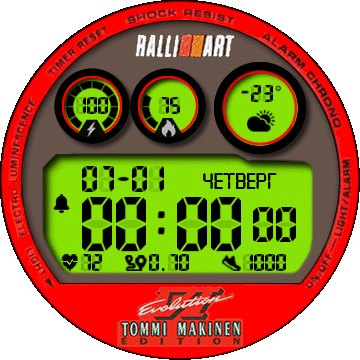 SHOCK RESIST
TIMER RESET
ALARM CHRONO
RALLIART
100
75
-23°
ELECTRO LUMINESCENCE
07-01
ЧЕТВЕРГ
00:00 00
72
0.70
1000
LIGHT
ON·OFF—LIGHT/ALARM
Evolution
TOMMI MAKINEN
EDITION